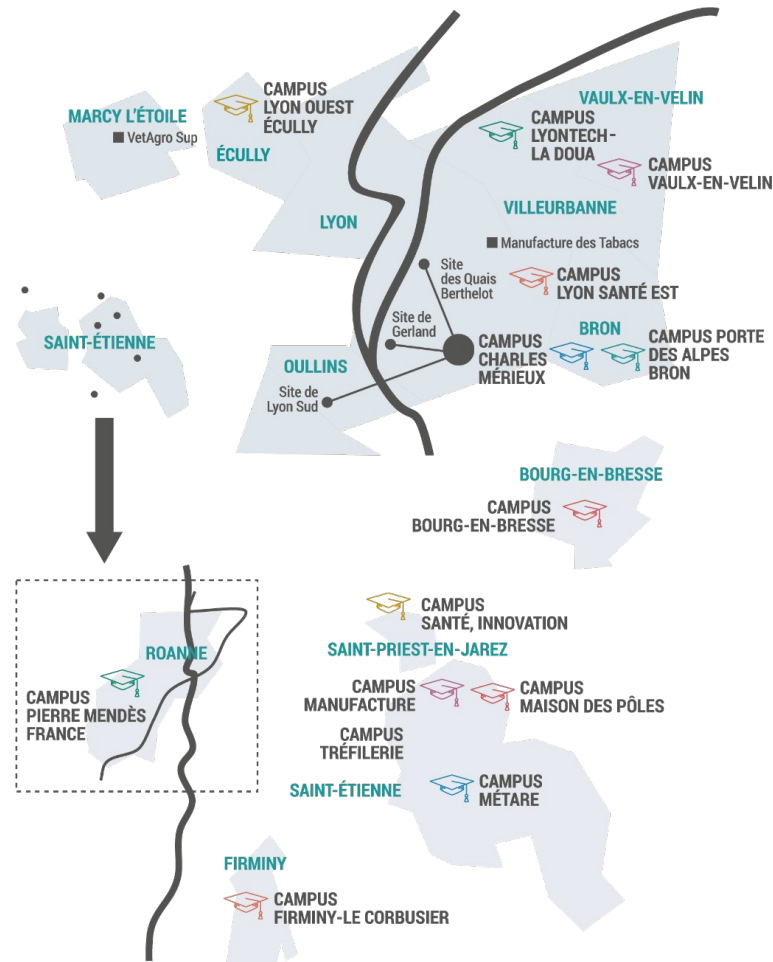 MARCY L'ÉTOILE
VetAgro Sup
CAMPUS
LYON OUEST
ÉCULLY
ÉCULLY
LYON
VAULX-EN-VELIN
CAMPUS
LYONTECH-
LA DOUA
CAMPUS
VAULX-EN-VELIN
VILLEURBANNE
Manufacture des Tabacs
Site
des Quais
Berthelot
CAMPUS
LYON SANTÉ EST
Site de
Gerland
BRON
CAMPUS
CHARLES
MÉRIEUX
CAMPUS PORTE
DES ALPES
BRON
OULLINS
Site de
Lyon Sud
SAINT-ÉTIENNE
BOURG-EN-BRESSE
CAMPUS
BOURG-EN-BRESSE
ROANNE
CAMPUS
PIERRE MENDÈS
FRANCE
CAMPUS
SANTÉ, INNOVATION
SAINT-PRIEST-EN-JAREZ
CAMPUS
MANUFACTURE
CAMPUS
MAISON DES PÔLES
CAMPUS
TRÉFILERIE
SAINT-ÉTIENNE
CAMPUS
MÉTARE
FIRMINY
CAMPUS
FIRMINY-LE CORBUSIER